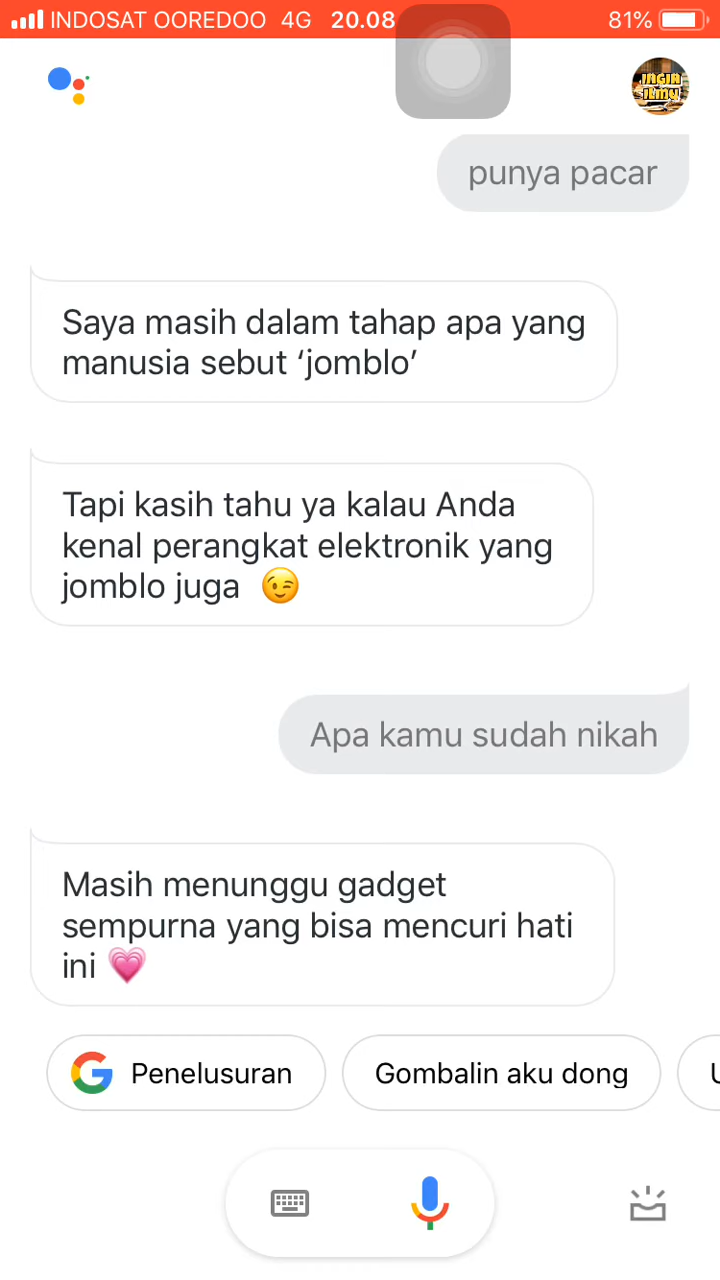 INDOSAT OOREDOO 4G 20.08 81%
JAGJA
ILMU
punya pacar
Saya masih dalam tahap apa yang
manusia sebut ‘jomblo’
Tapi kasih tahu ya kalau Anda
kenal perangkat elektronik yang
jomblo juga 😉
Apa kamu sudah nikah
Masih menunggu gadget
sempurna yang bisa mencuri hati
ini 💗
Penelusuran Gombalin aku dong